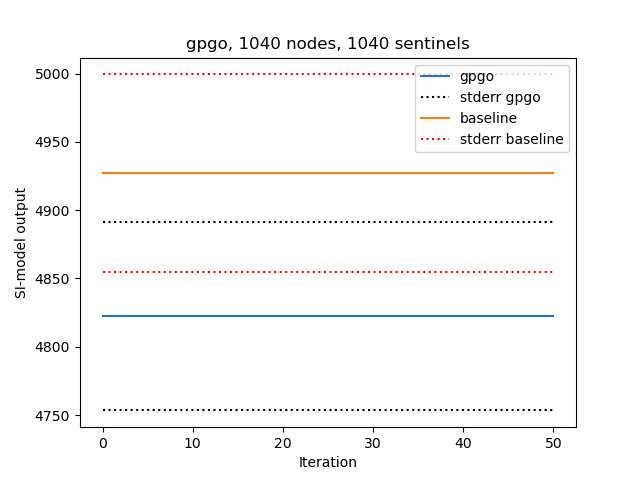 gpgo, 1040 nodes, 1040 sentinels
5000
4950
4900
4850
4800
4750
SI-model output
gpgo
stderr gpgo
baseline
stderr baseline
0 10 20 30 40 50
Iteration